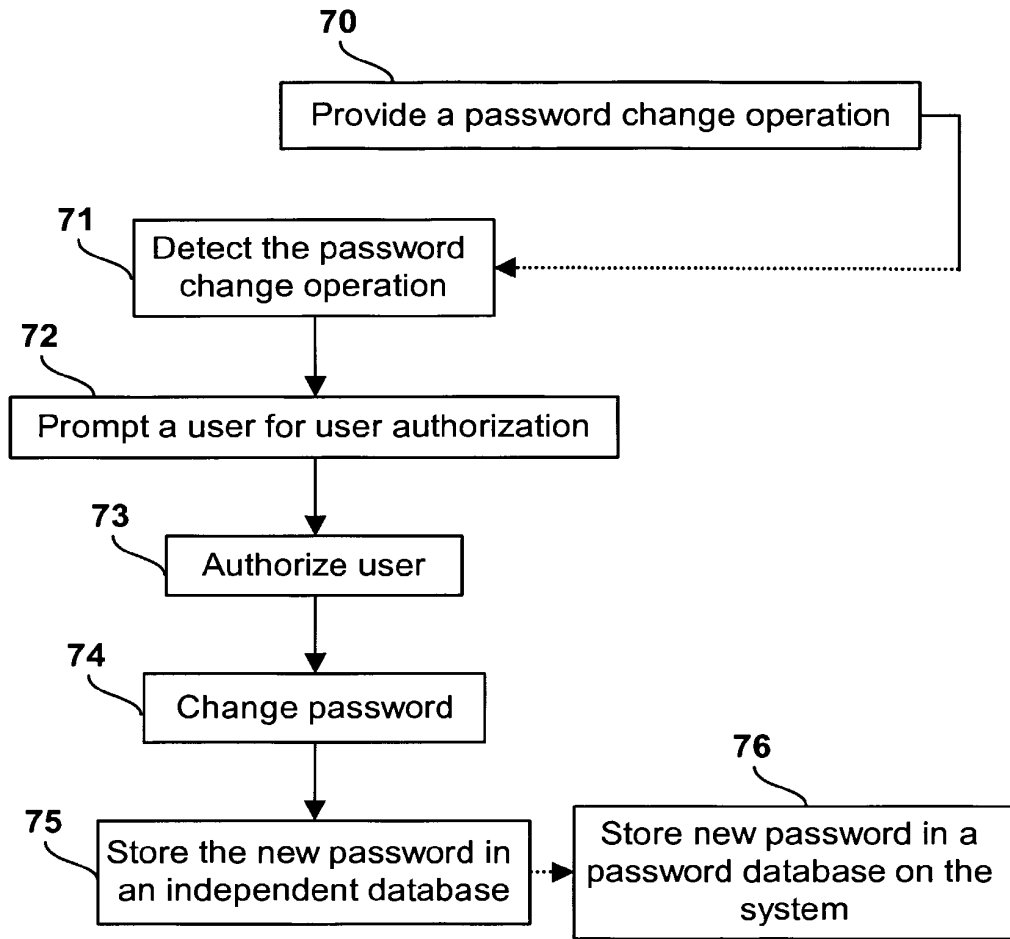 70
Provide a password change operation
71
Detect the password
change operation
72
Prompt a user for user authorization
73
Authorize user
74
Change password
75
Store the new password in
an independent database
76
Store new password in a
password database on the
system